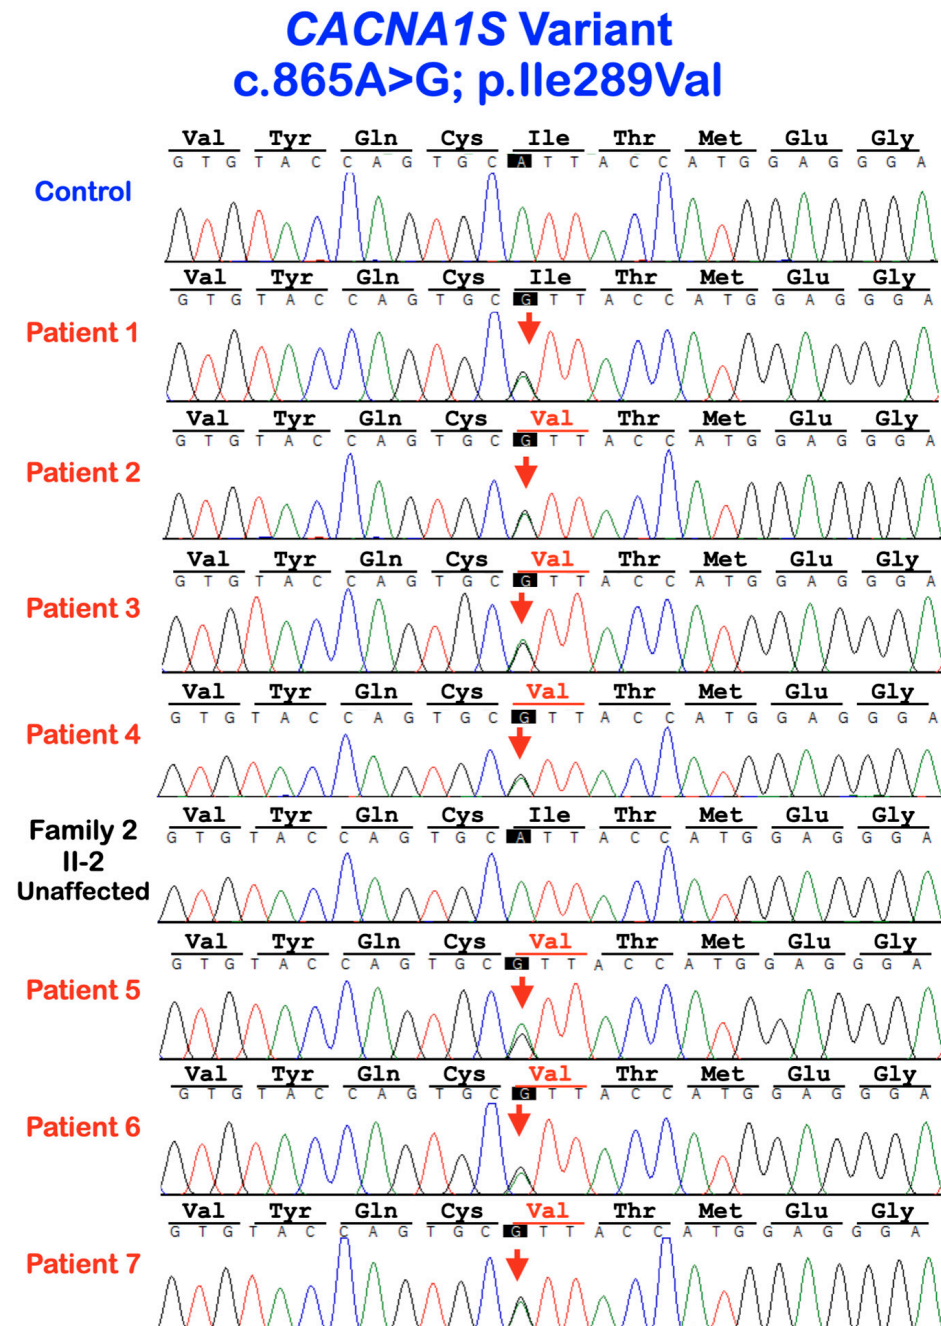 CACNA1S Variant
c.865A>G; p.Ile289Val
Val Tyr Gln Cys Ile Thr Met Glu Gly
G T G T A C C A G T G C A T T A C C A T G G A G G G A
Control
Val Tyr Gln Cys Ile Thr Met Glu Gly
G T G T A C C A G T G C G T T A C C A T G G A G G G A
Patient 1
Val Tyr Gln Cys Val Thr Met Glu Gly
G T G T A C C A G T G C G T T A C C A T G G A G G G A
Patient 2
Val Tyr Gln Cys Val Thr Met Glu Gly
G T G T A C C A G T G C G T T A C C A T G G A G G G A
Patient 3
Val Tyr Gln Cys Val Thr Met Glu Gly
G T G T A C C A G T G C G T T A C C A T G G A G G G A
Patient 4
Val Tyr Gln Cys Ile Thr Met Glu Gly
G T G T A C C A G T G C A T T A C C A T G G A G G G A
Family 2
II-2
Unaffected
Val Tyr Gln Cys Val Thr Met Glu Gly
G T G T A C C A G T G C G T T A C C A T G G A G G G A
Patient 5
Val Tyr Gln Cys Val Thr Met Glu Gly
G T G T A C C A G T G C G T T A C C A T G G A G G G A
Patient 6
Val Tyr Gln Cys Val Thr Met Glu Gly
G T G T A C C A G T G C G T T A C C A T G G A G G G A
Patient 7